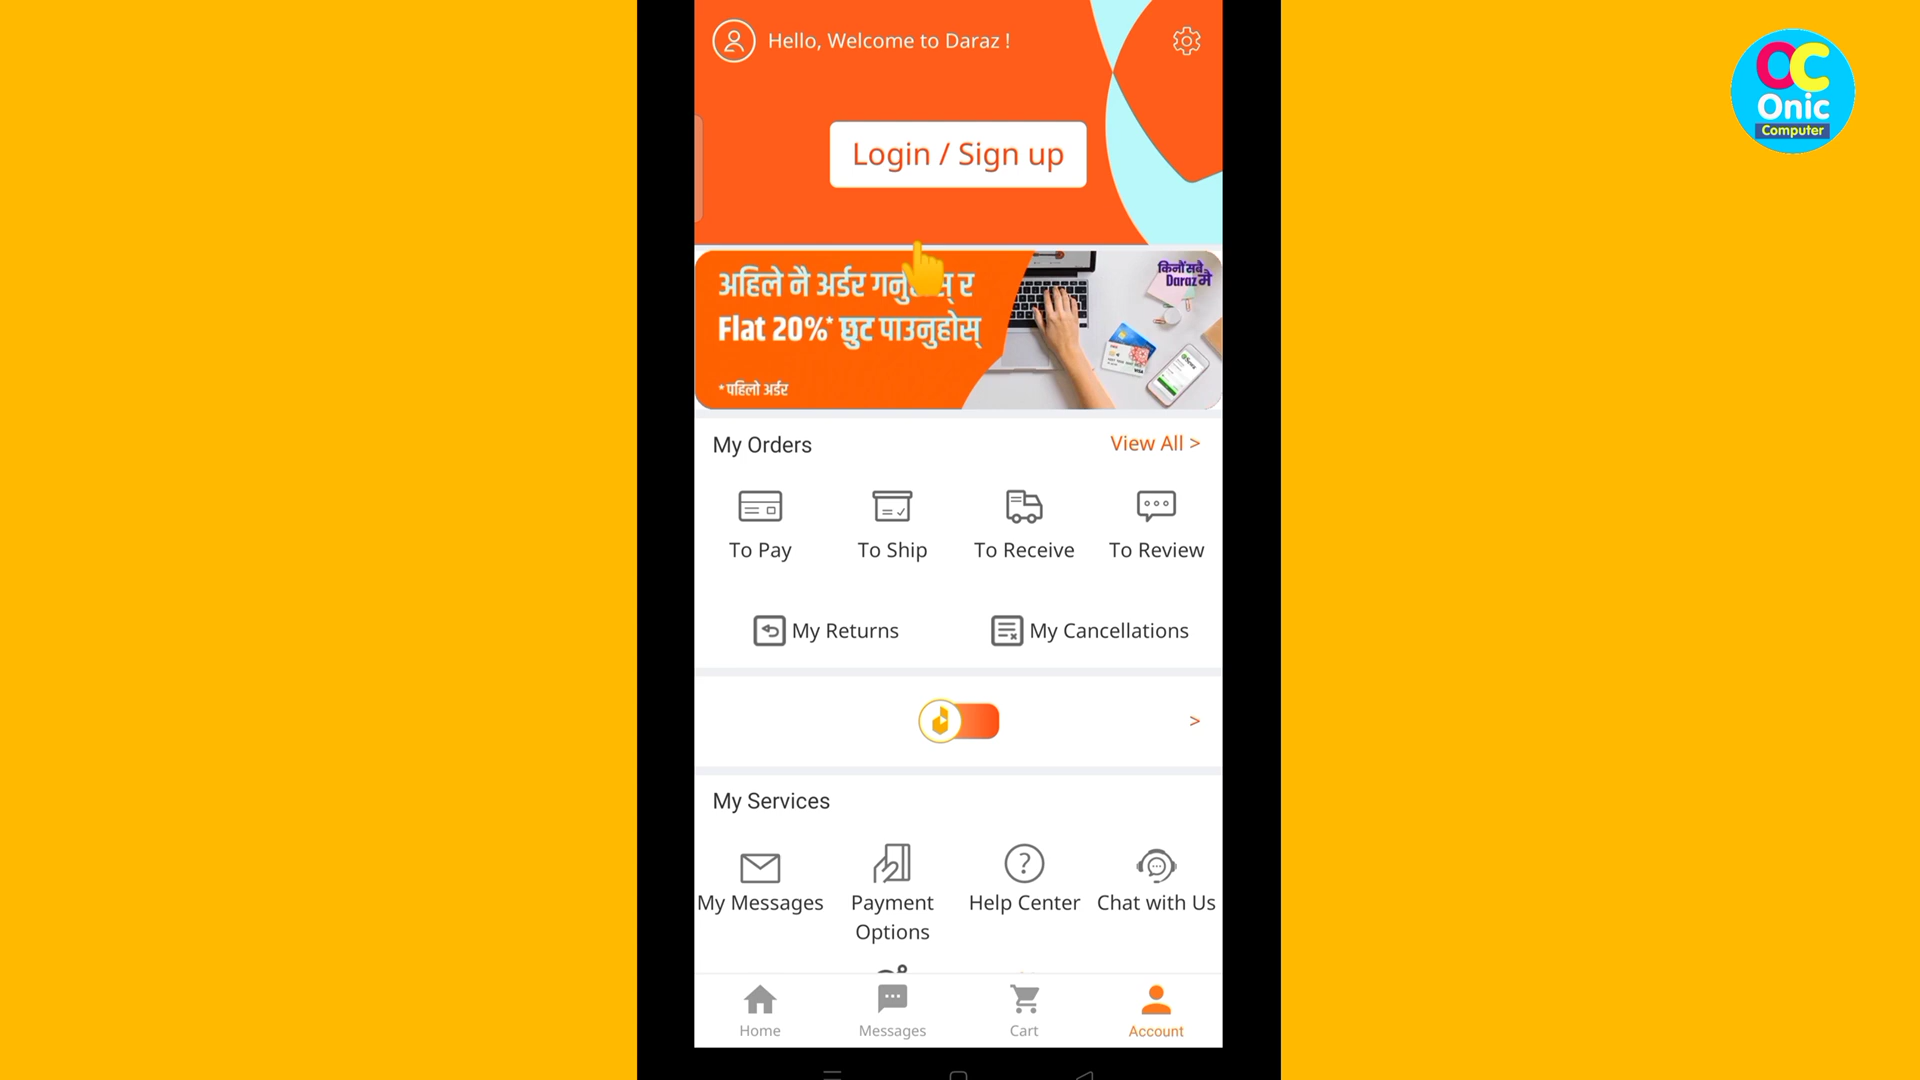 Hello, Welcome to Daraz !
OC
Onic
Computer
Login / Sign up
अहिले नै अर्डर र
Flat 20%* छुट पाउनुहोस्
* पहिलो अर्डर
किनौं सबै
Daraz मै
VISA
My Orders
View All >
To Pay
To Ship
To Receive
To Review
My Returns
My Cancellations
>
My Services
My Messages
Payment
Options
Help Center
Chat with Us
Home
Messages
Cart
Account